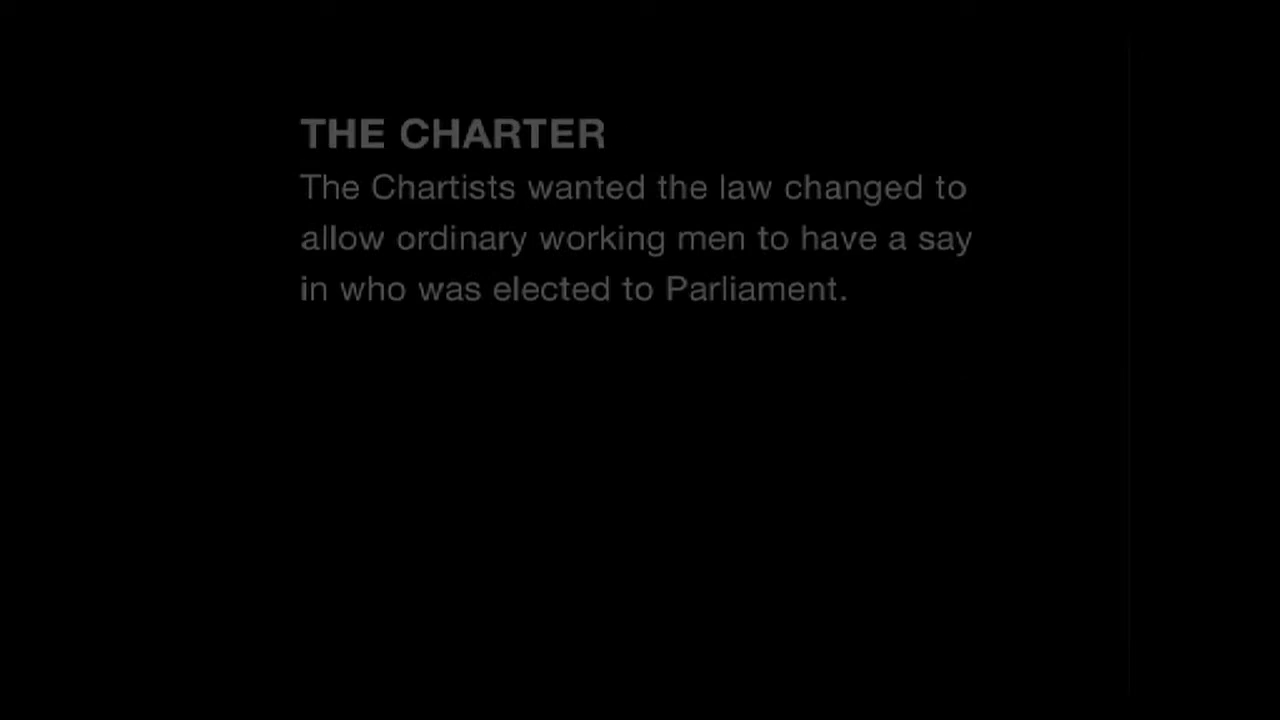 THE CHARTER
The Chartists wanted the law changed to
allow ordinary working men to have a say
in who was elected to Parliament.